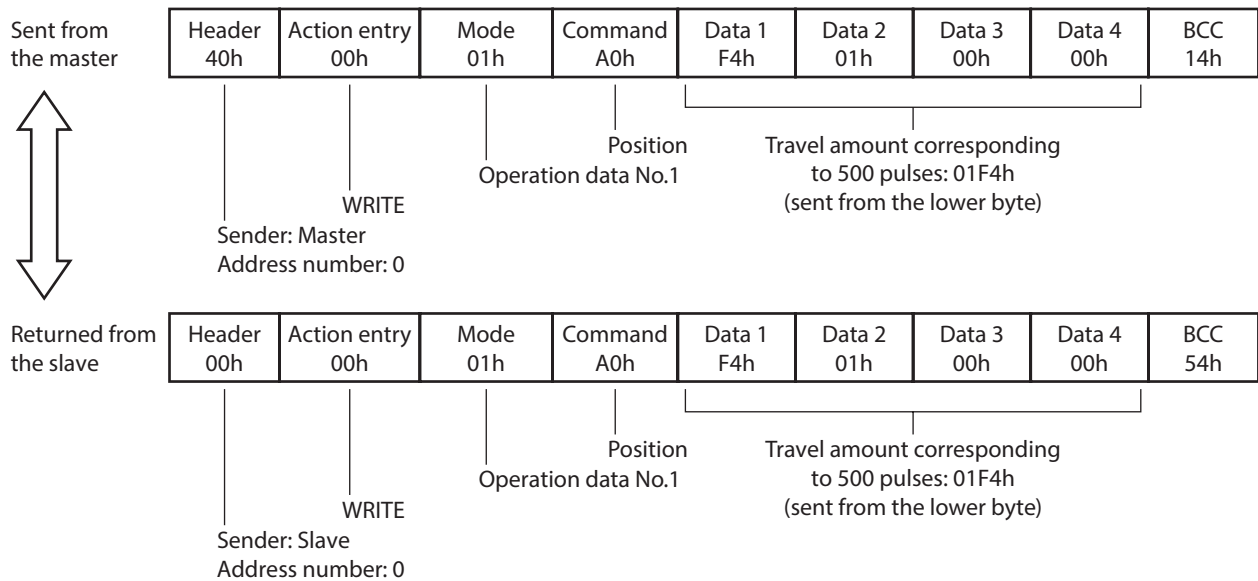 Sent from
the master
Header Action entry Mode Command Data 1 Data 2 Data 3 Data 4 BCC
40h 00h 01h A0h F4h 01h 00h 00h 14h
Position
Operation data No.1
WRITE
Sender: Master
Address number: 0
Travel amount corresponding
to 500 pulses: 01F4h
(sent from the lower byte)
Returned from
the slave
Header Action entry Mode Command Data 1 Data 2 Data 3 Data 4 BCC
00h 00h 01h A0h F4h 01h 00h 00h 54h
Position
Operation data No.1
WRITE
Sender: Slave
Address number: 0
Travel amount corresponding
to 500 pulses: 01F4h
(sent from the lower byte)